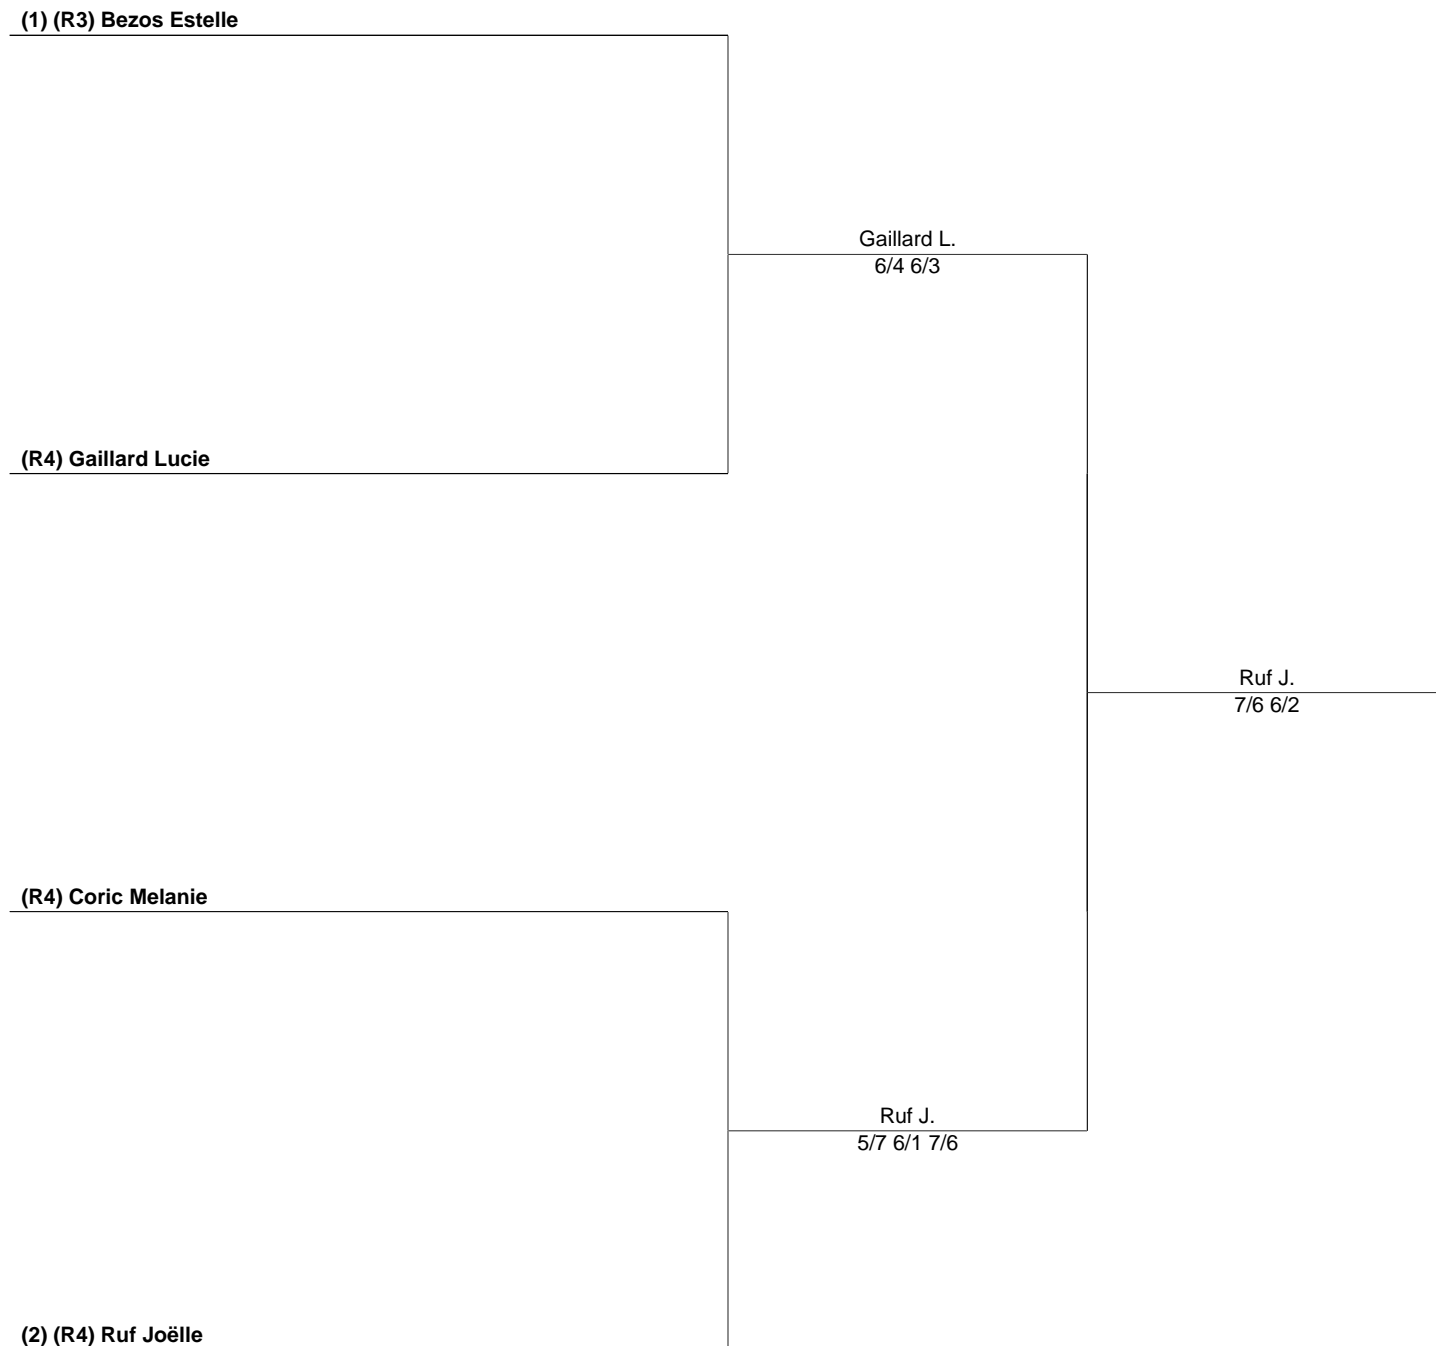 (1) (R3) Bezos Estelle
Gaillard L.
6/4 6/3
(R4) Gaillard Lucie
Ruf J.
7/6 6/2
(R4) Coric Melanie
Ruf J.
5/7 6/1 7/6
(2) (R4) Ruf Joëlle